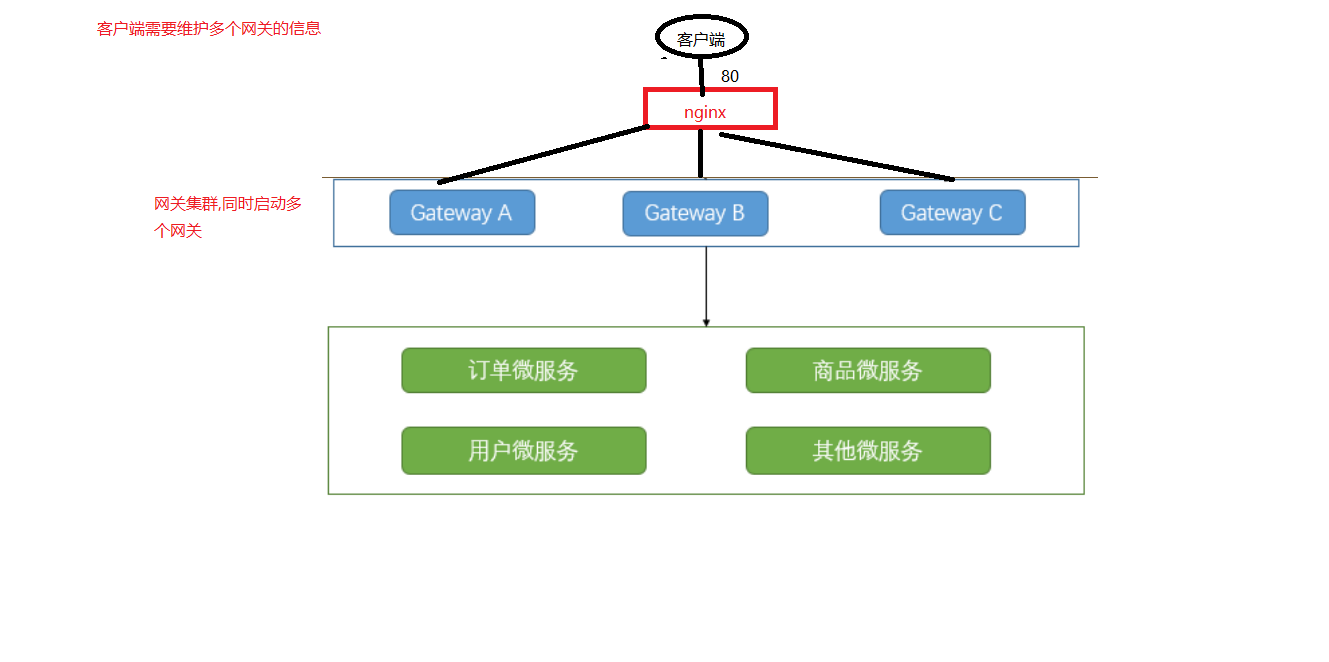 客户端需要维护多个网关的信息
客户端
80
nginx
网关集群,同时启动多
个网关
Gateway A
Gateway B
Gateway C
订单微服务
商品微服务
用户微服务
其他微服务